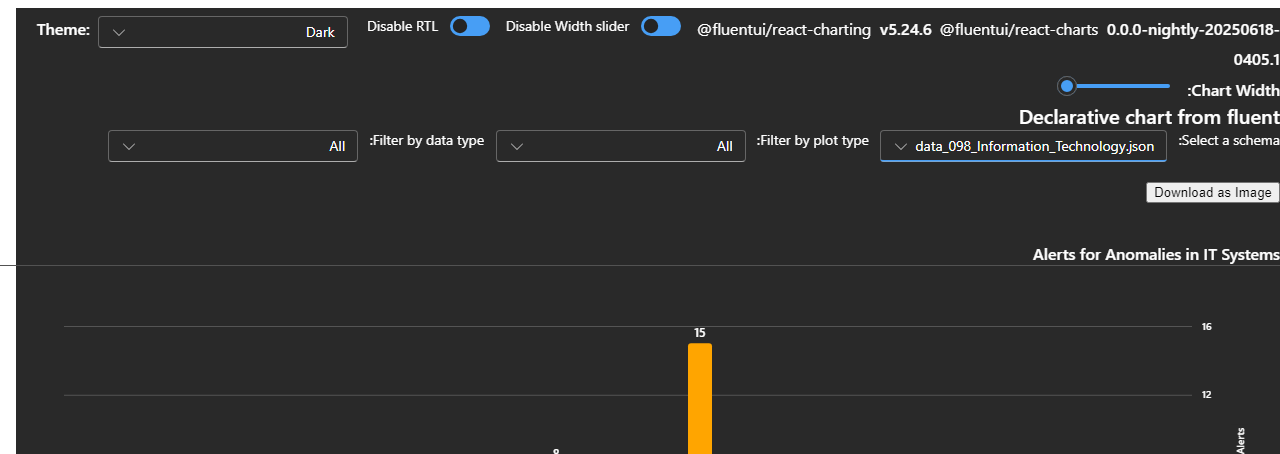 Theme: Dark Disable RTL Disable Width slider @fluentui/react-charting v5.24.6 @fluentui/react-charts 0.0.0-nightly-20250618-
0405.1
:Chart Width
Declarative chart from fluent
:Select a schema data_098_Information_Technology.json :Filter by plot type All :Filter by data type All
Download as Image
Alerts for Anomalies in IT Systems
16
15
12
Alerts